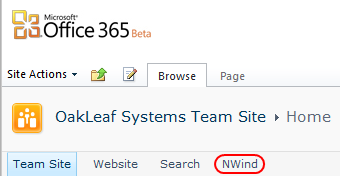 Microsoft®
Office 365 Beta
Site Actions Browse Page
OakLeaf Systems Team Site Home
Team Site Website Search NWind